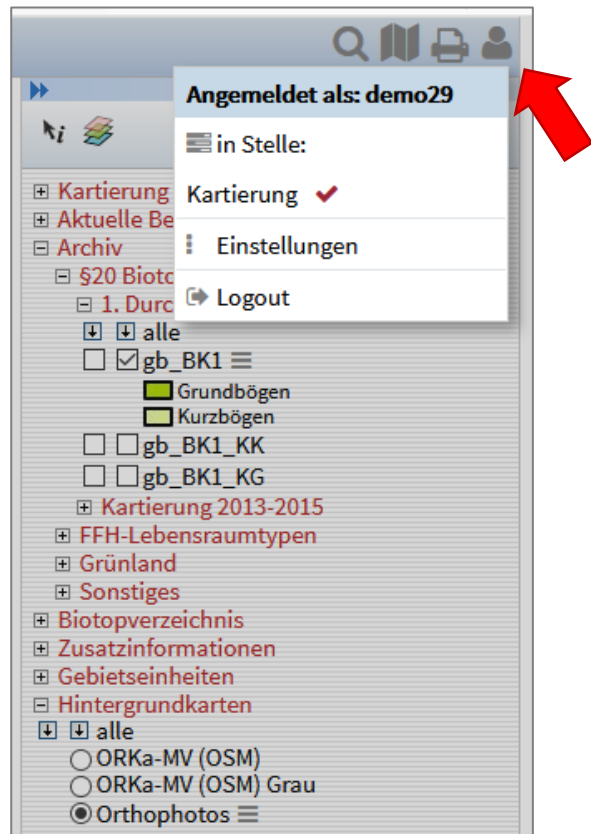 Angemeldet als: demo29
in Stelle:
Kartierung
Einstellungen
Logout
i
Kartierung
Aktuelle Be
Archiv
§20 Biotc
1. Durc
alle
gb_BK1
Grundbögen
Kurzbögen
gb_BK1_KK
gb_BK1_KG
Kartierung 2013-2015
FFH-Lebensraumtypen
Grünland
Sonstiges
Biotopverzeichnis
Zusatzinformationen
Gebietseinheiten
Hintergrundkarten
alle
ORKa-MV (OSM)
ORKa-MV (OSM) Grau
Orthophotos